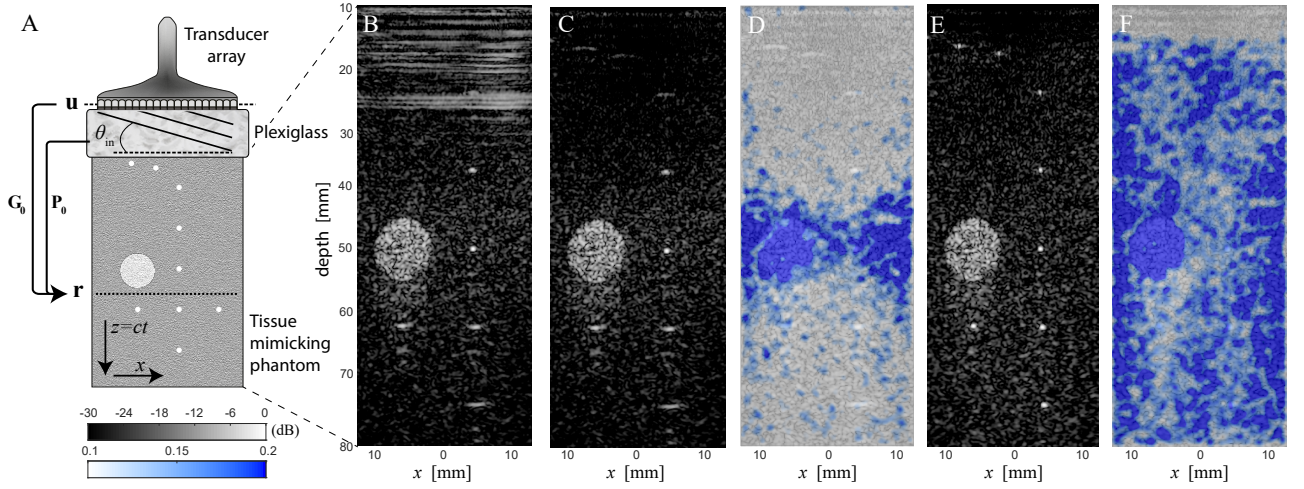 A
Transducer
array
u
Plexiglass
θin
G0
P0
r
z=ct
x
Tissue
mimicking
phantom
-30 -24 -18 -12 -6 0
(dB)
0.1 0.15 0.2
B
C
D
E
F
10
20
30
40
50
60
70
80
depth [mm]
10 0 10
x [mm]
10 0 10
x [mm]
10 0 10
x [mm]
10 0 10
x [mm]
10 0 10
x [mm]